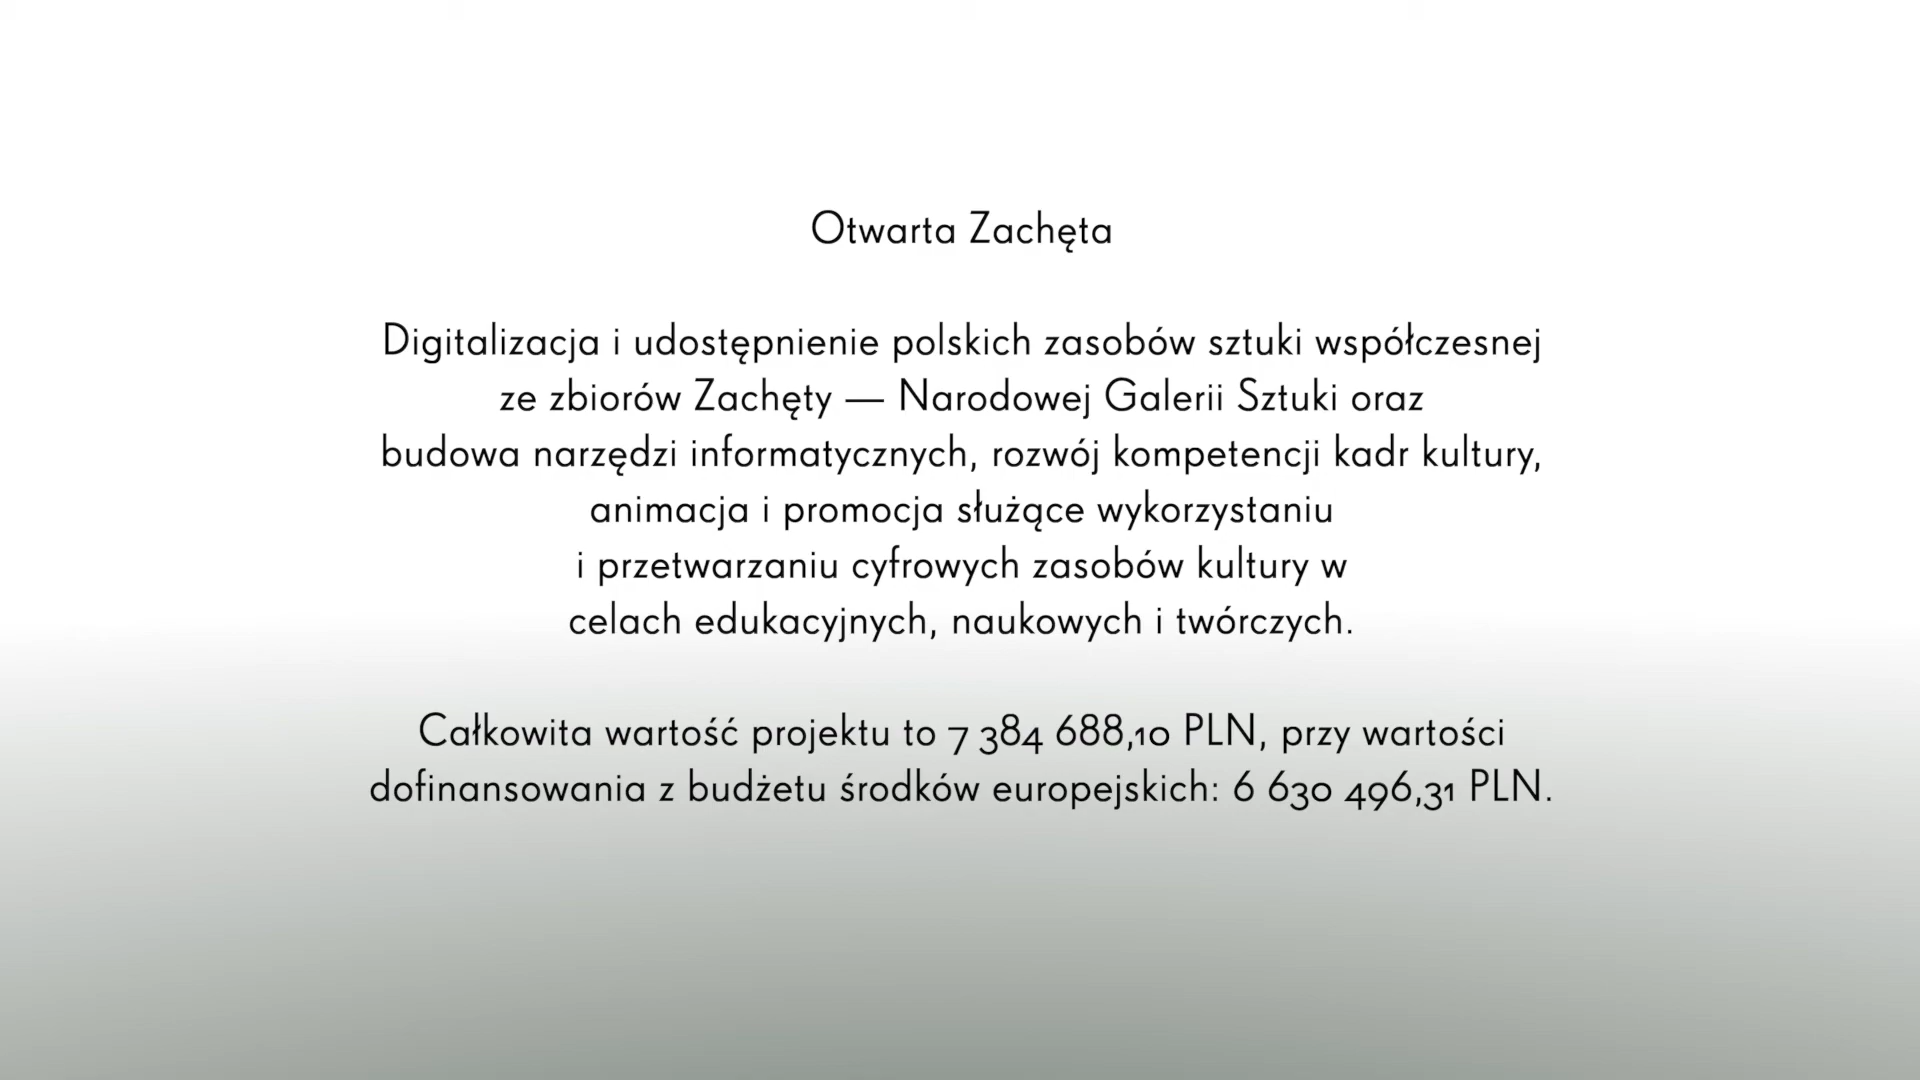 Otwarta Zachęta
Digitalizacja i udostępnienie polskich zasobów sztuki współczesnej
ze zbiorów Zachęty — Narodowej Galerii Sztuki oraz
budowa narzędzi informatycznych, rozwój kompetencji kadr kultury,
animacja i promocja służące wykorzystaniu
i przetwarzaniu cyfrowych zasobów kultury w
celach edukacyjnych, naukowych i twórczych.
Całkowita wartość projektu to 7 384 688,10 PLN, przy wartości
dofinansowania z budżetu środków europejskich: 6 630 496,31 PLN.